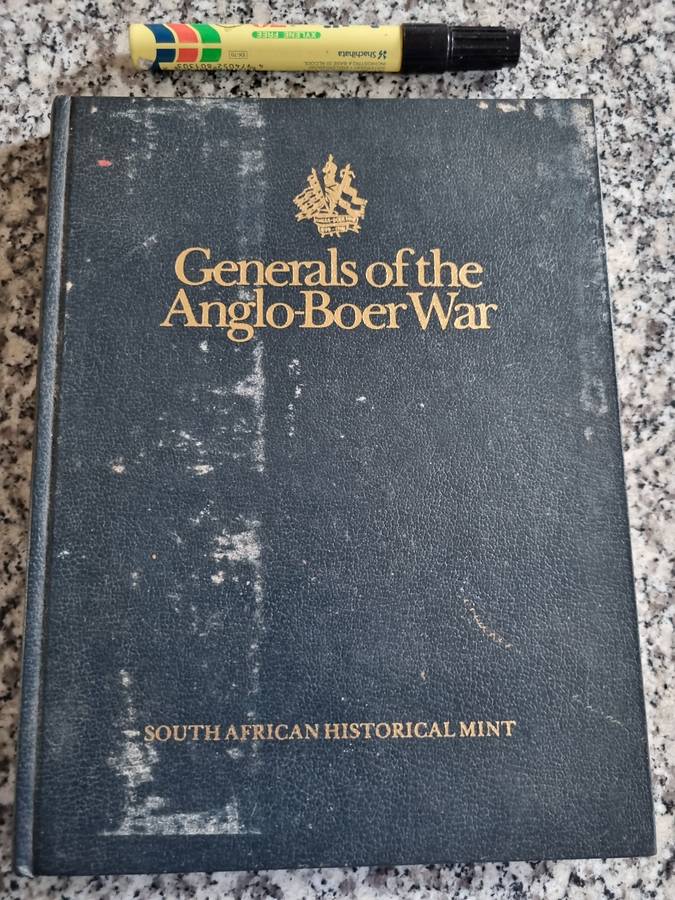 XYLENE FREE
Shachihata
Generals of the
Anglo-Boer War
SOUTH AFRICAN HISTORICAL MINT